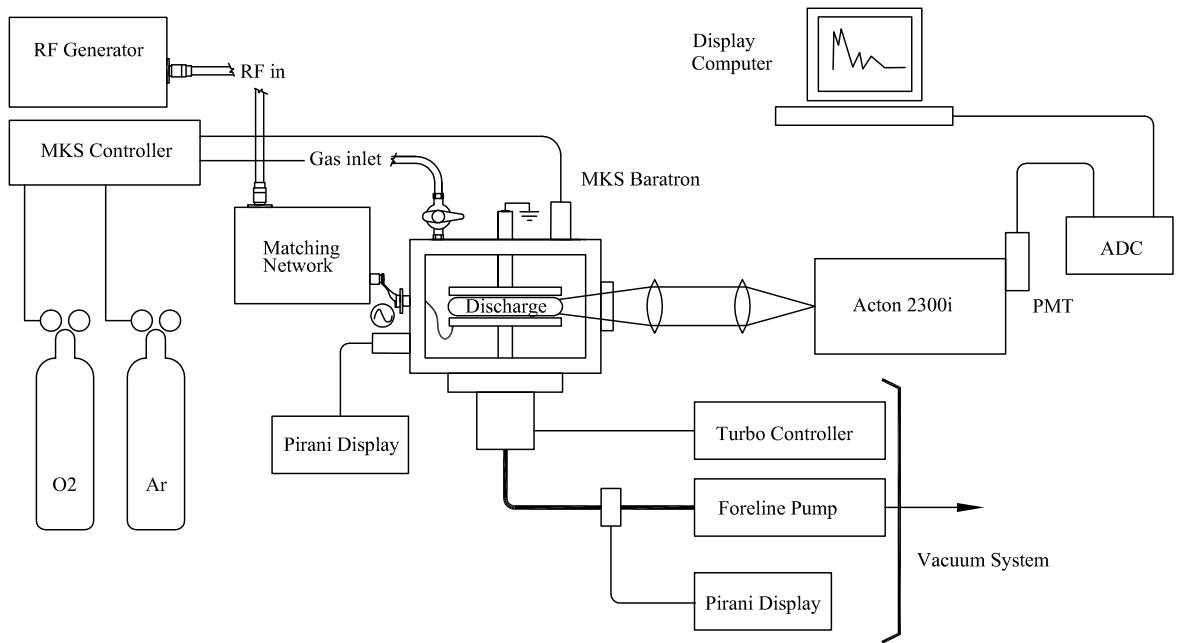 RF Generator
RF in
Display
Computer
MKS Controller
Gas inlet
MKS Baratron
Matching
Network
Discharge
Acton 2300i
ADC
PMT
Pirani Display
Turbo Controller
O2
Ar
Foreline Pump
Vacuum System
Pirani Display